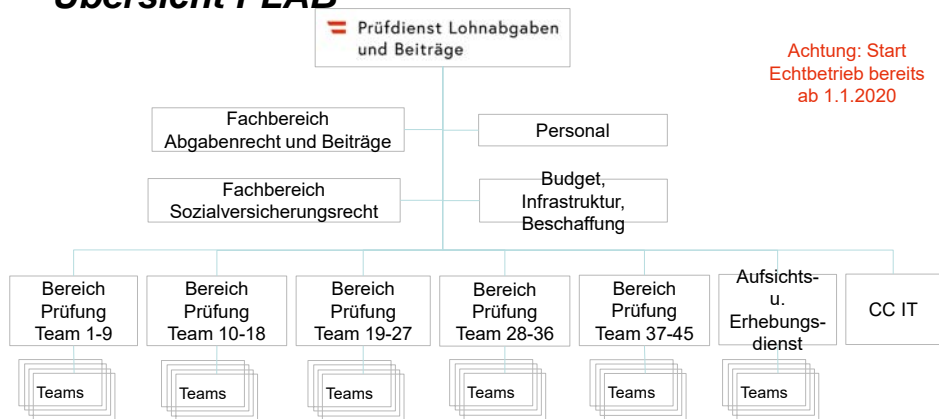 Übersicht PLAB
Prüfdienst Lohnabgaben
und Beiträge
Achtung: Start
Echtbetrieb bereits
ab 1.1.2020
Fachbereich
Abgabenrecht und Beiträge
Personal
Fachbereich
Sozialversicherungsrecht
Budget,
Infrastruktur,
Beschaffung
Bereich
Prüfung
Team 1-9
Bereich
Prüfung
Team 10-18
Bereich
Prüfung
Team 19-27
Bereich
Prüfung
Team 28-36
Bereich
Prüfung
Team 37-45
Aufsichts-
u.
Erhebungs-
dienst
CC IT
Teams
Teams
Teams
Teams
Teams
Teams